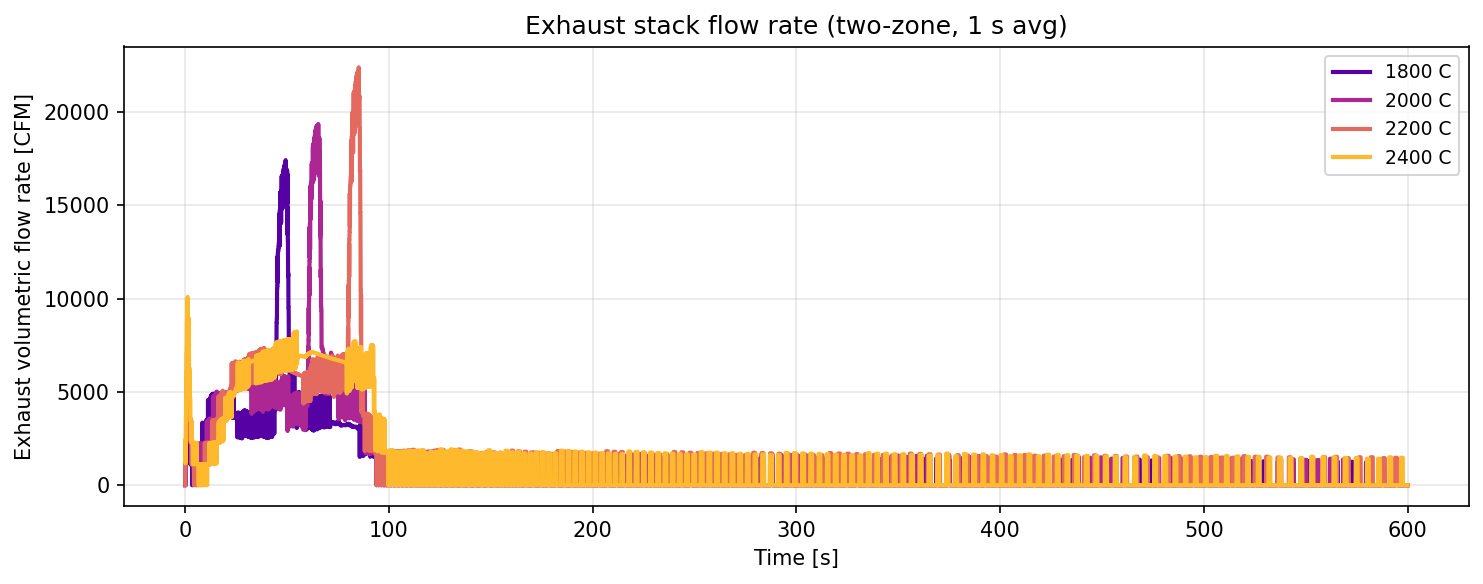 Exhaust stack flow rate (two-zone, 1 s avg)
1800 C
2000 C
2200 C
2400 C
Exhaust volumetric flow rate [CFM]
20000
15000
10000
5000
0
0 100 200 300 400 500 600
Time [s]